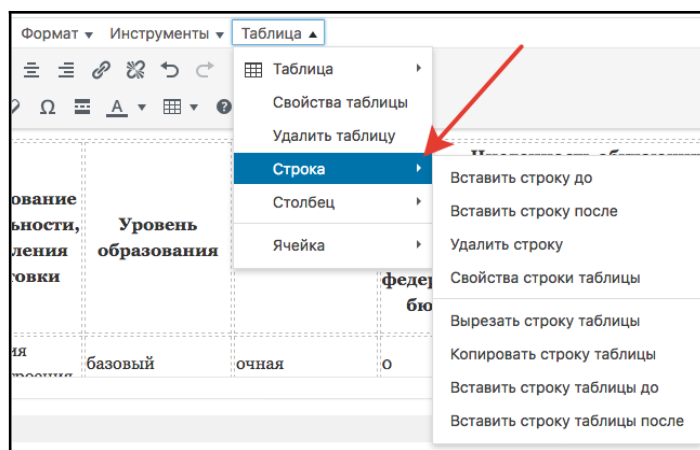 Формат Инструменты Таблица
Ω A
Таблица
Свойства таблицы
Удалить таблицу
Строка
Столбец
Ячейка
Вставить строку до
Вставить строку после
Удалить строку
Свойства строки таблицы
Вырезать строку таблицы
Копировать строку таблицы
Вставить строку таблицы до
Вставить строку таблицы после
Уровень
образования
базовый
очная